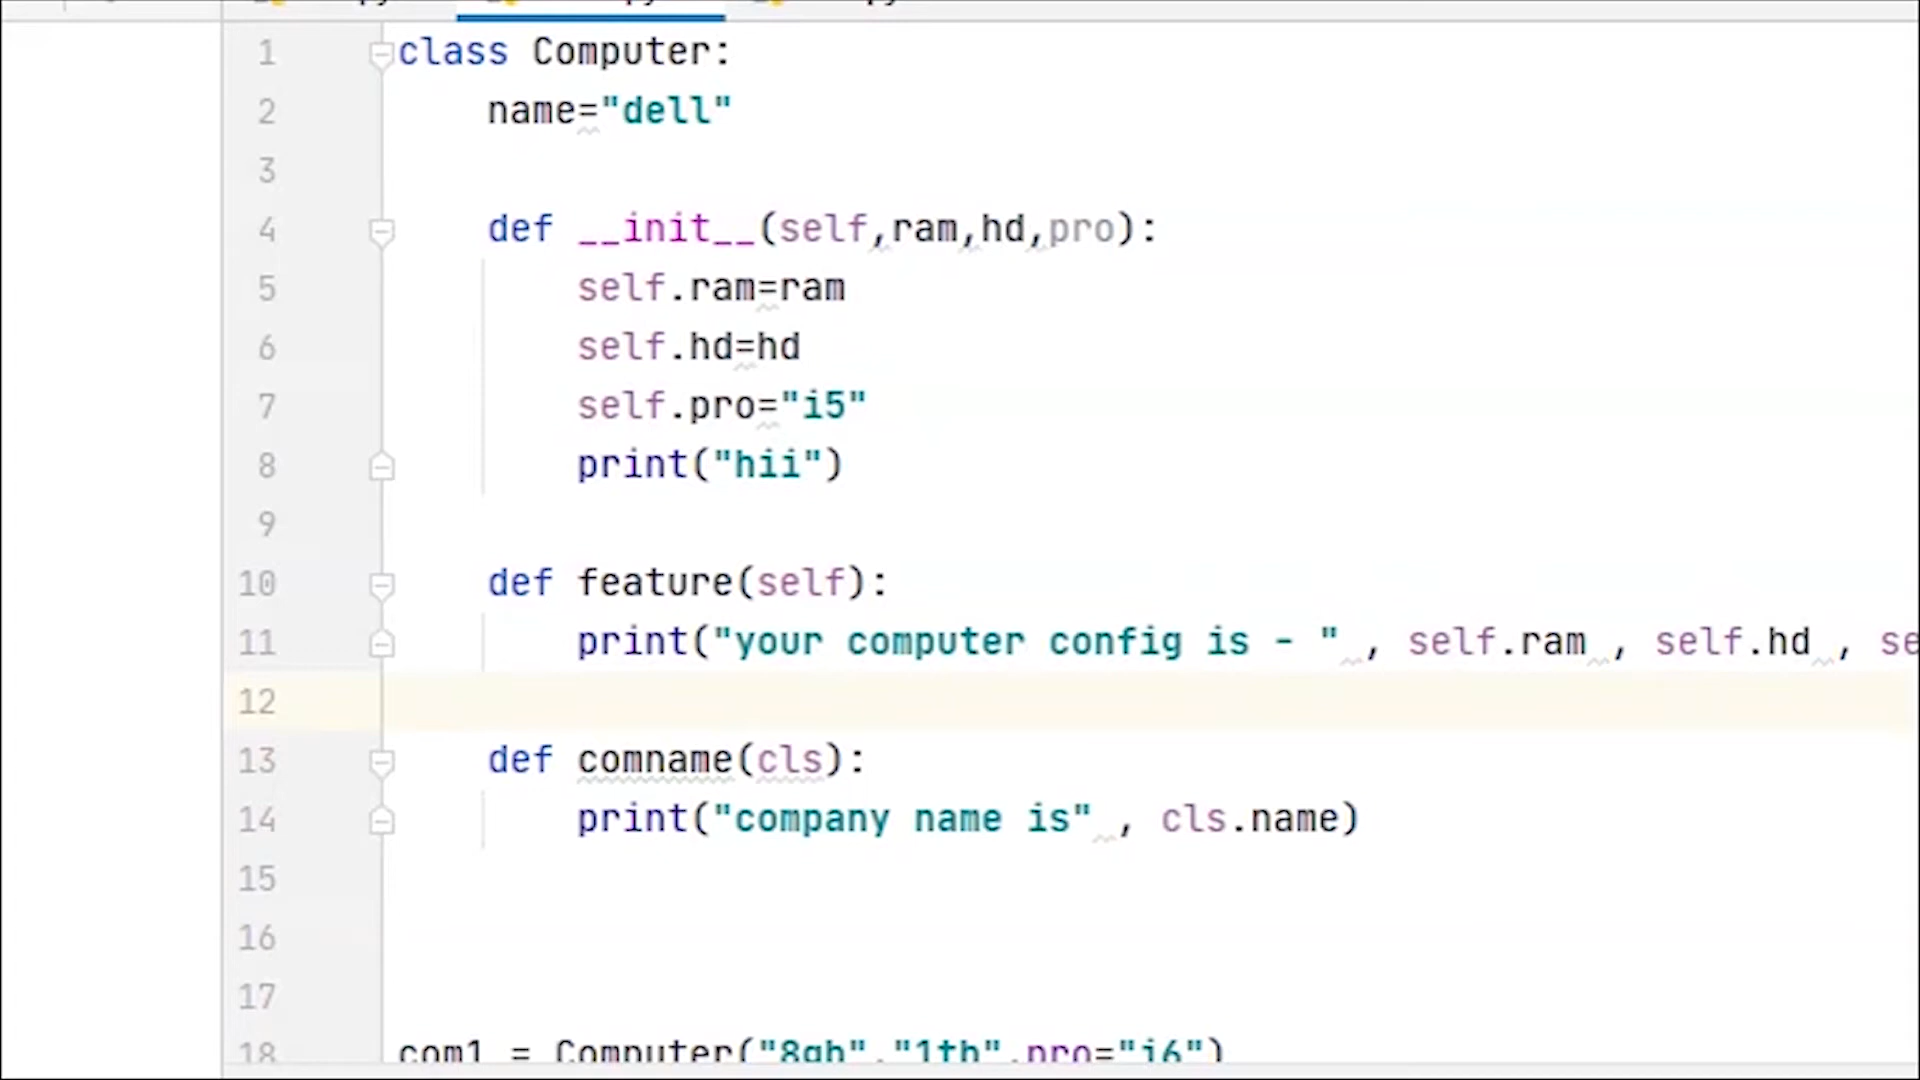 1 class Computer:
2 name="dell"
3
4 def __init__(self,ram,hd,pro):
5 self.ram=ram
6 self.hd=hd
7 self.pro="i5"
8 print("hii")
9
10 def feature(self):
11 print("your computer config is - " , self.ram , self.hd , se
12
13 def comname(cls):
14 print("company name is" , cls.name)
15
16
17
18 com1 = Computer("8gb","1tb",pro="i6")